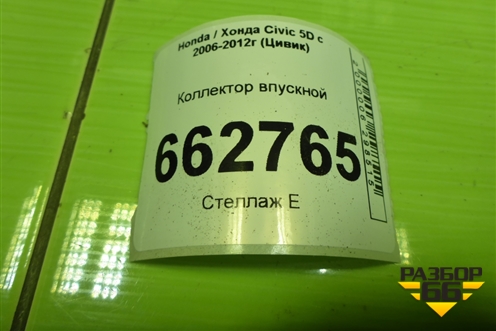 Honda / Хонда Civic 5D с
2006-2012г (Цивик)
Коллектор впускной
662765
Стеллаж Е
РАЗБОР
66